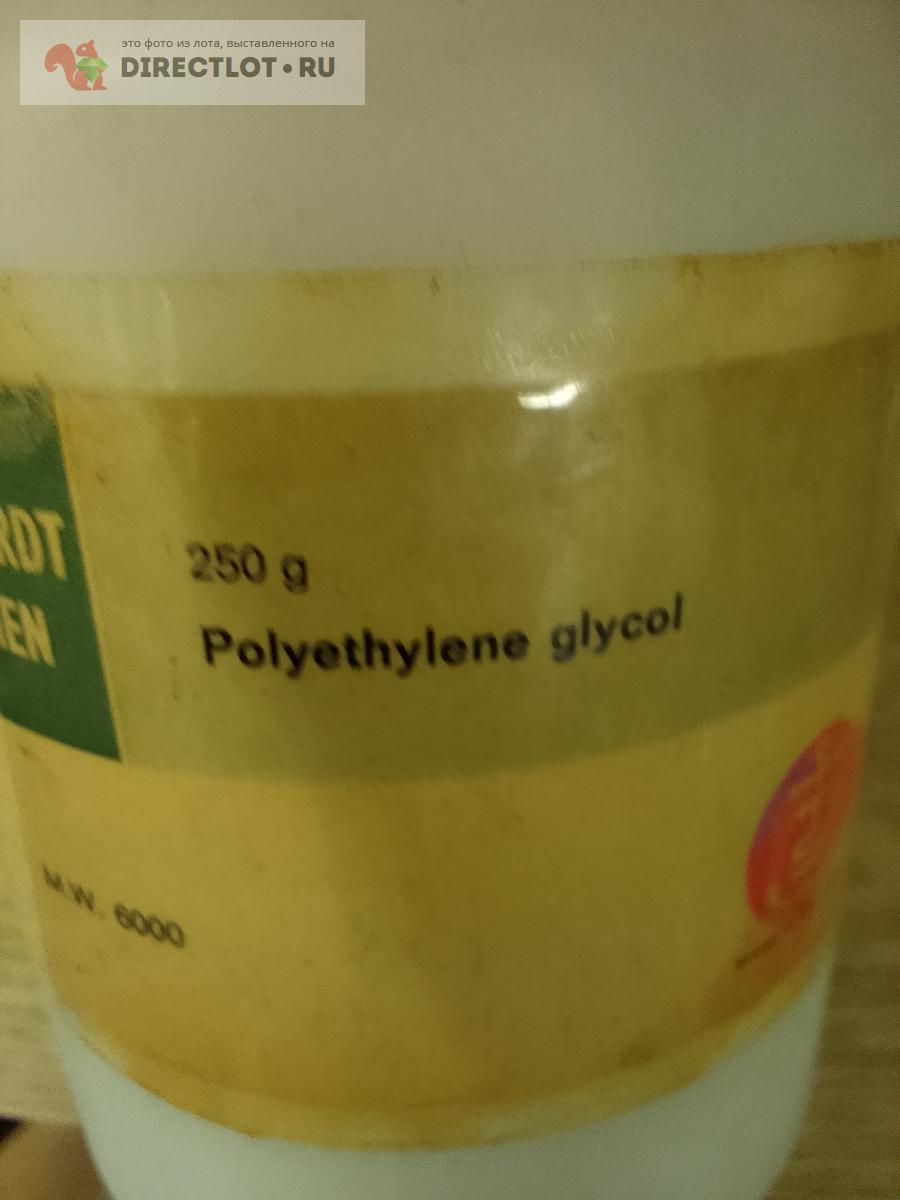 это фото из лота, выставленного на
DIRECTLOT•RU
RDT
EN
250 g
Polyethylene glycol
M.W. 6000